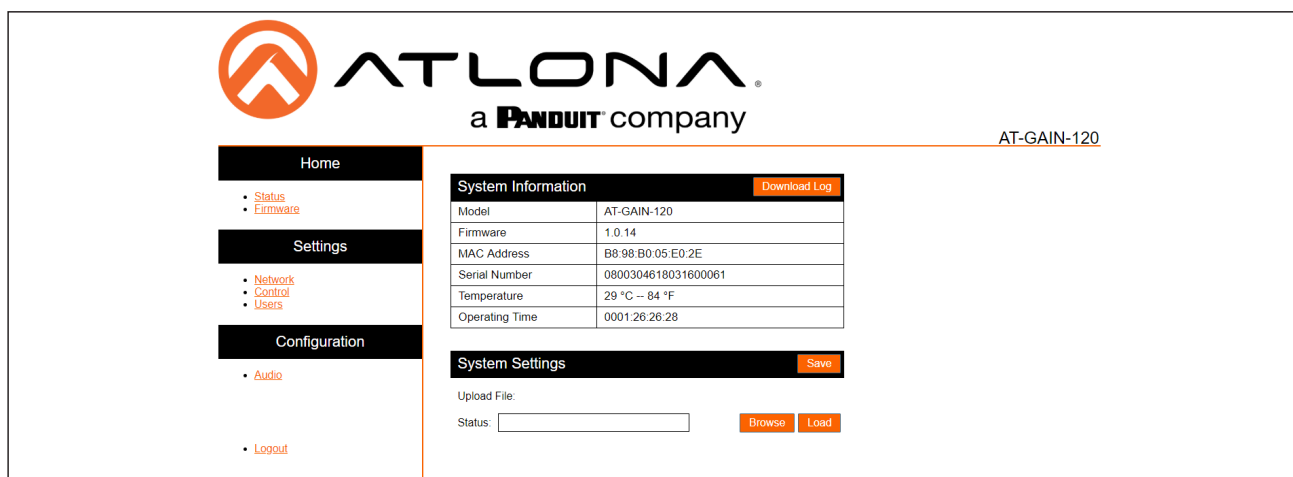 ATLONA®
a PANDUIT® company
AT-GAIN-120
Home
Status
Firmware
Settings
Network
Control
Users
Configuration
Audio
Logout
System Information Download Log
Model AT-GAIN-120
Firmware 1.0.14
MAC Address B8:98:B0:05:E0:2E
Serial Number 0800304618031600061
Temperature 29 °C -- 84 °F
Operating Time 0001:26:26:28
System Settings Save
Upload File:
Status: Browse Load